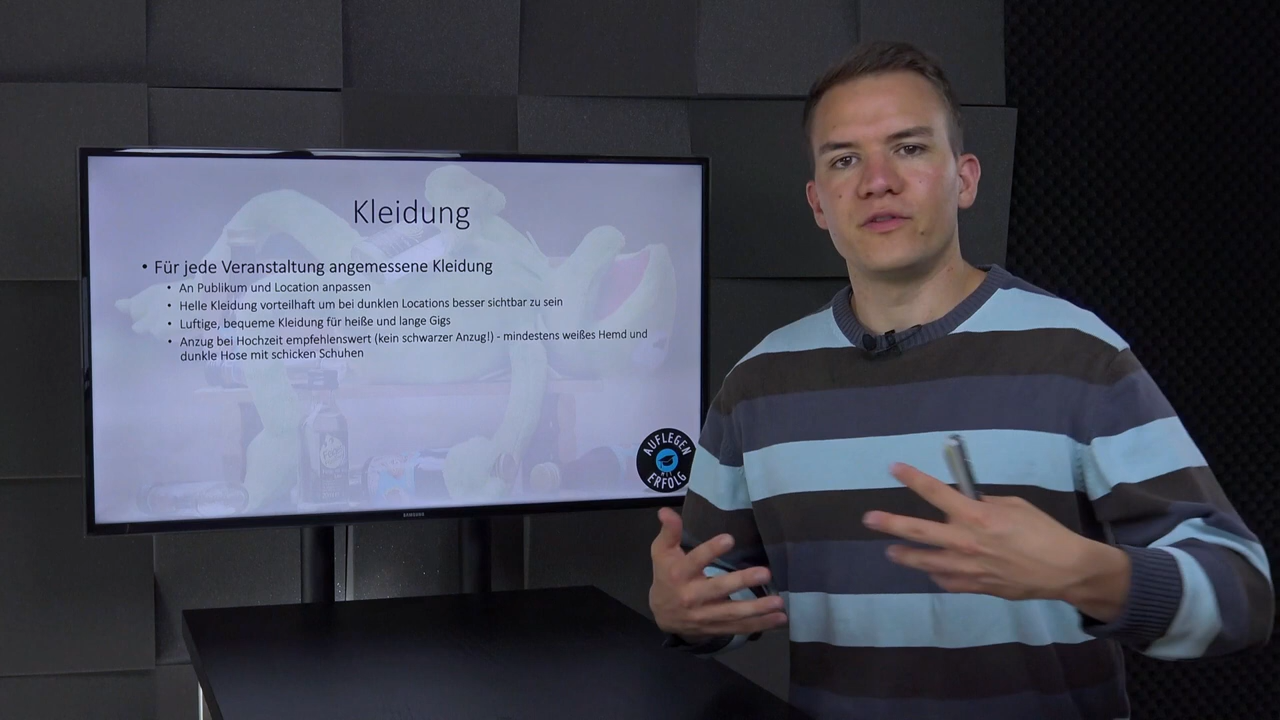 Kleidung
• Für jede Veranstaltung angemessene Kleidung
• An Publikum und Location anpassen
• Helle Kleidung vorteilhaft um bei dunklen Locations besser sichtbar zu sein
• Luftige, bequeme Kleidung für heiße und lange Gigs
• Anzug bei Hochzeit empfehlenswert (kein schwarzer Anzug!) - mindestens weißes Hemd und
dunkle Hose mit schicken Schuhen
AUFLEGEN
MIT
ERFOLG
SAMSUNG